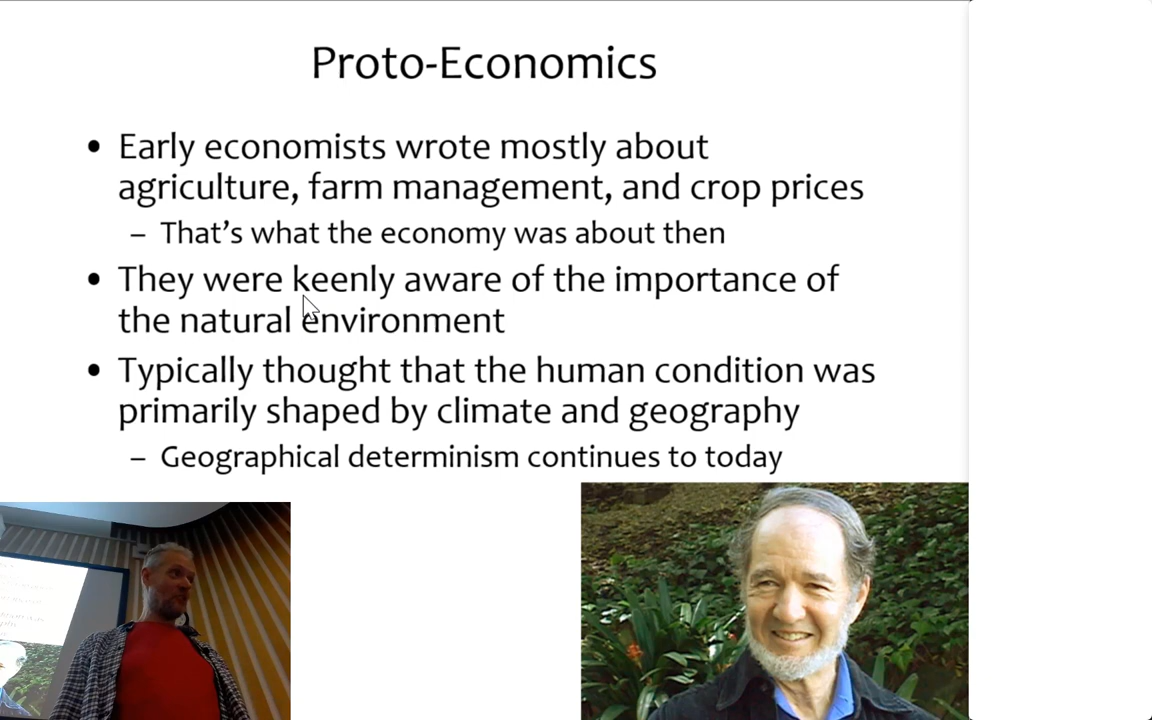 Proto-Economics
• Early economists wrote mostly about
agriculture, farm management, and crop prices
– That's what the economy was about then
• They were keenly aware of the importance of
the natural environment
• Typically thought that the human condition was
primarily shaped by climate and geography
– Geographical determinism continues to today